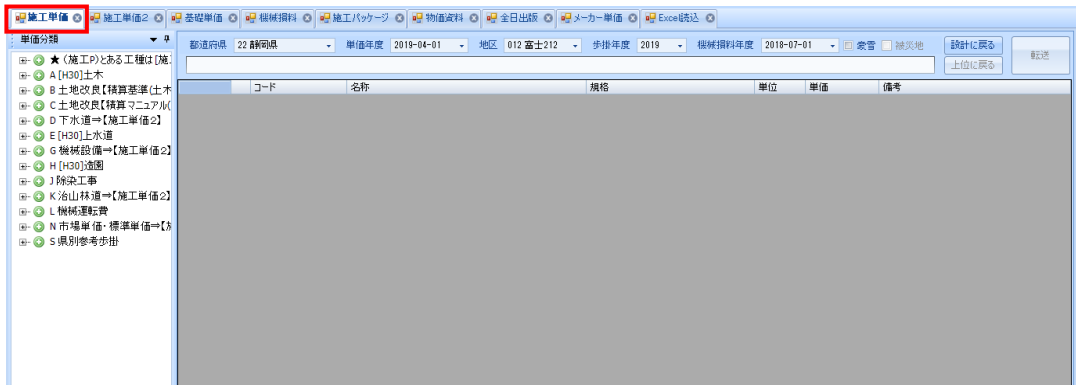 施工単価 施工単価2 基礎単価 機械損料 施工パッケージ 物価資料 全日出版 メーカー単価 Excel読込
単価分類
都道府県 22 静岡県 単価年度 2019-04-01 地区 012 富士212 歩掛年度 2019 機械損料年度 2018-07-01 豪雪 被災地 設計に戻る 転送
上位に戻る
コード 名称 規格 単位 単価 備考
★（施工P）とある工種は[施
A [H30]土木
B 土地改良【積算基準(土木
C 土地改良【積算マニュアル(
D 下水道⇒【施工単価2】
E [H30]上水道
G 機械設備⇒【施工単価2】
H [H30]造園
J 除染工事
K 治山林道⇒【施工単価2】
L 機械運転費
N 市場単価・標準単価⇒【
S 県別参考歩掛